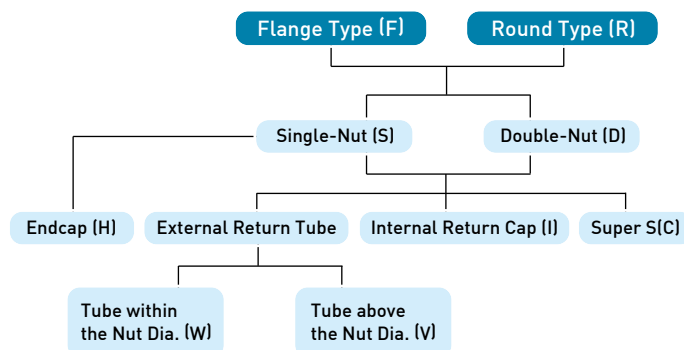 Flange Type (F)
Round Type (R)
Single-Nut (S)
Double-Nut (D)
Endcap (H)
External Return Tube
Internal Return Cap (I)
Super S(C)
Tube within
the Nut Dia. (W)
Tube above
the Nut Dia. (V)